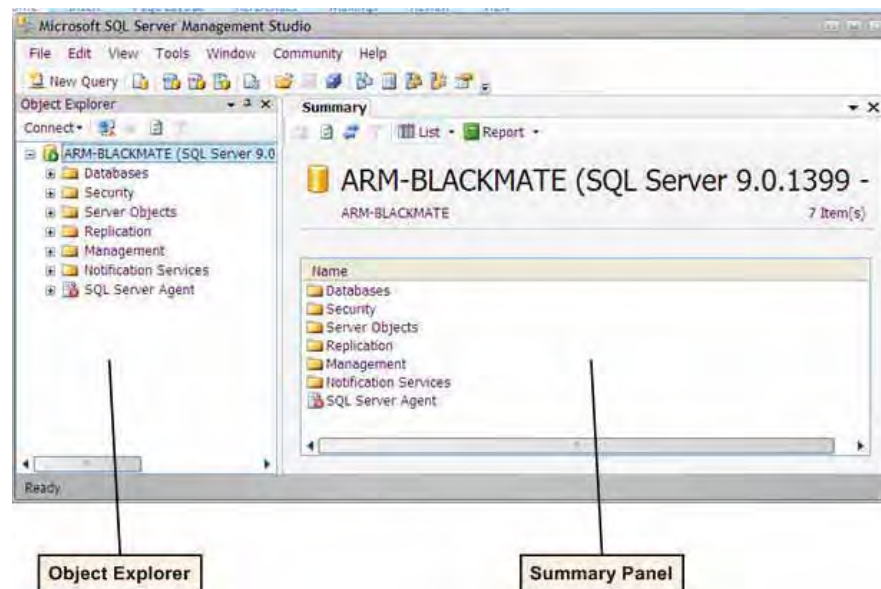 Microsoft SQL Server Management Studio
File Edit View Tools Window Community Help
New Query
Object Explorer
Connect
ARM-BLACKMATE (SQL Server 9.0
Databases
Security
Server Objects
Replication
Management
Notification Services
SQL Server Agent
Summary
List Report
ARM-BLACKMATE (SQL Server 9.0.1399 -
ARM-BLACKMATE 7 Item(s)
Name
Databases
Security
Server Objects
Replication
Management
Notification Services
SQL Server Agent
Ready
Object Explorer
Summary Panel